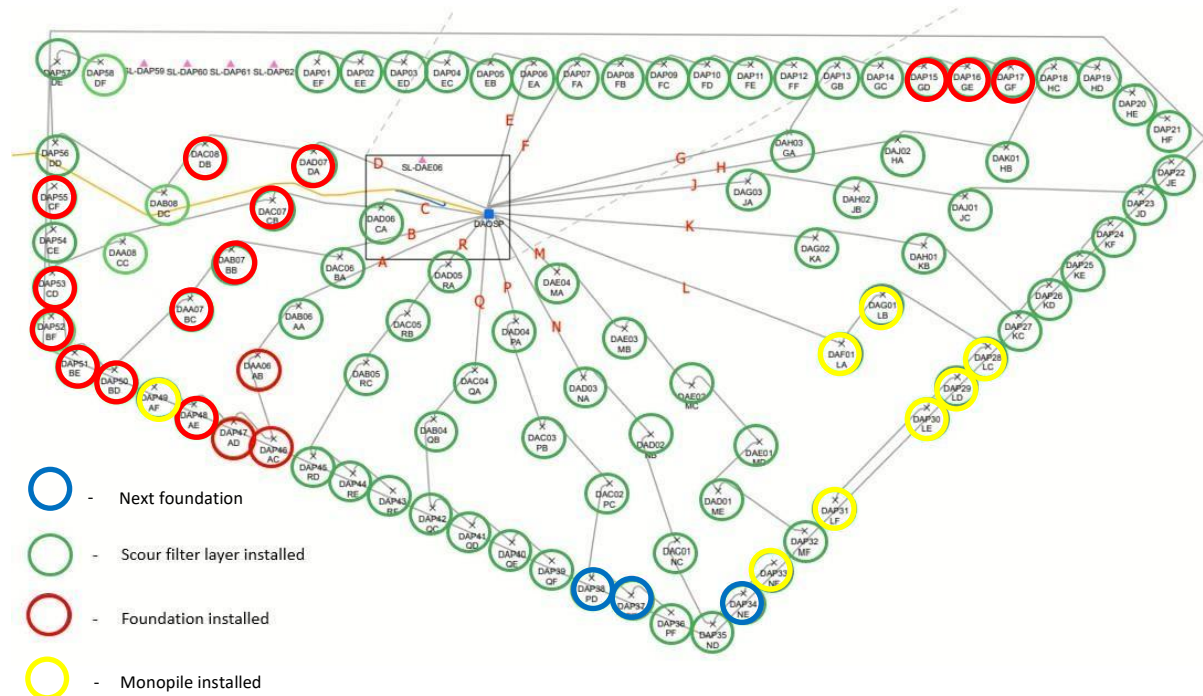 DAP57
DE
DAP58
DF
SL-DAP59
SL-DAP60
SL-DAP61
SL-DAP62
DAP01
EF
DAP02
EE
DAP03
ED
DAP04
EC
DAP05
EB
DAP06
EA
DAP07
FA
DAP08
FB
DAP09
FC
DAP10
FD
DAP11
FE
DAP12
FF
DAP13
GB
DAP14
GC
DAP15
GD
DAP16
GE
DAP17
GF
DAP18
HC
DAP19
HD
DAP20
HE
DAP21
HF
E
F
DAP56
DD
DAC08
DB
DAD07
DA
D
SL-DAE06
G
H
J
DAH03
GA
DAJ02
HA
DAK01
HB
DAP22
JE
DAP55
CF
DAB08
DC
DAC07
CB
DAD06
CA
C
DAOSP
DAG03
JA
DAH02
JB
DAJ01
JC
DAP23
JD
DAP54
CE
DAA08
CC
DAB07
BB
DAC06
BA
B
A
R
DAD05
RA
M
K
DAG02
KA
DAH01
KB
DAP24
KF
DAP25
KE
DAP53
CD
DAA07
BC
DAB06
AA
Q
P
DAE04
MA
L
DAG01
LB
DAP26
KD
DAP52
BF
DAC05
RB
DAD04
PA
N
DAE03
MB
DAF01
LA
DAP27
KC
DAP51
BE
DAP50
BD
DAA06
AB
DAB05
RC
DAC04
QA
DAD03
NA
DAE02
MC
DAP28
LC
DAP29
LD
DAP49
AF
DAP48
AE
DAP47
AD
DAP46
AC
DAB04
QB
DAC03
PB
DAD02
NB
DAE01
MD
DAP30
LE
DAP45
RD
DAP44
RE
DAP43
RF
DAP42
QC
DAP41
QD
DAP40
QE
DAP39
QF
DAC02
PC
DAD01
ME
DAP31
LF
DAC01
NC
DAP32
MF
DAP33
NF
DAP38
PD
DAP37
DAP36
PF
DAP35
ND
DAP34
NE
- Next foundation
- Scour filter layer installed
- Foundation installed
- Monopile installed